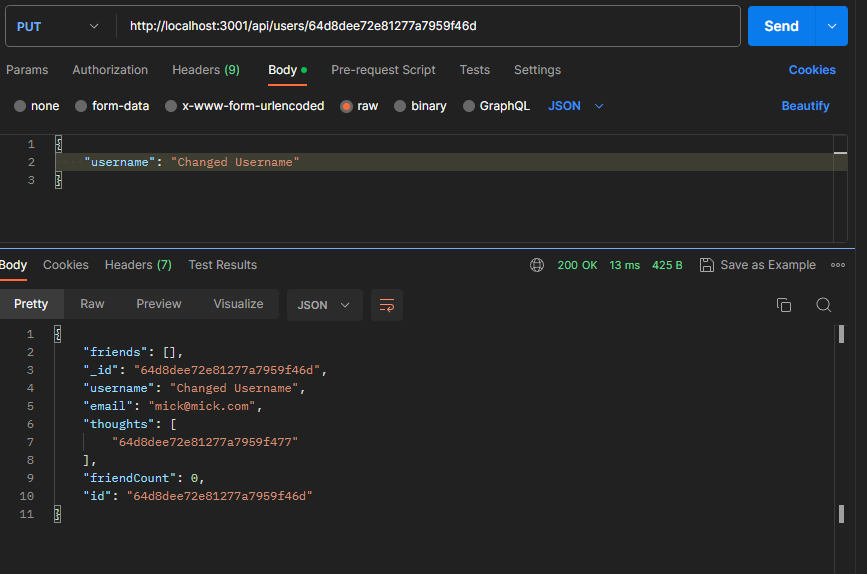 PUT http://localhost:3001/api/users/64d8dee72e81277a7959f46d Send
Params Authorization Headers (9) Body Pre-request Script Tests Settings Cookies
none form-data x-www-form-urlencoded raw binary GraphQL JSON Beautify
1 {
2 "username": "Changed Username"
3 }
Body Cookies Headers (7) Test Results 200 OK 13 ms 425 B Save as Example
Pretty Raw Preview Visualize JSON
1 {
2 "friends": [],
3 "_id": "64d8dee72e81277a7959f46d",
4 "username": "Changed Username",
5 "email": "mick@mick.com",
6 "thoughts": [
7 "64d8dee72e81277a7959f477"
8 ],
9 "friendCount": 0,
10 "id": "64d8dee72e81277a7959f46d"
11 }